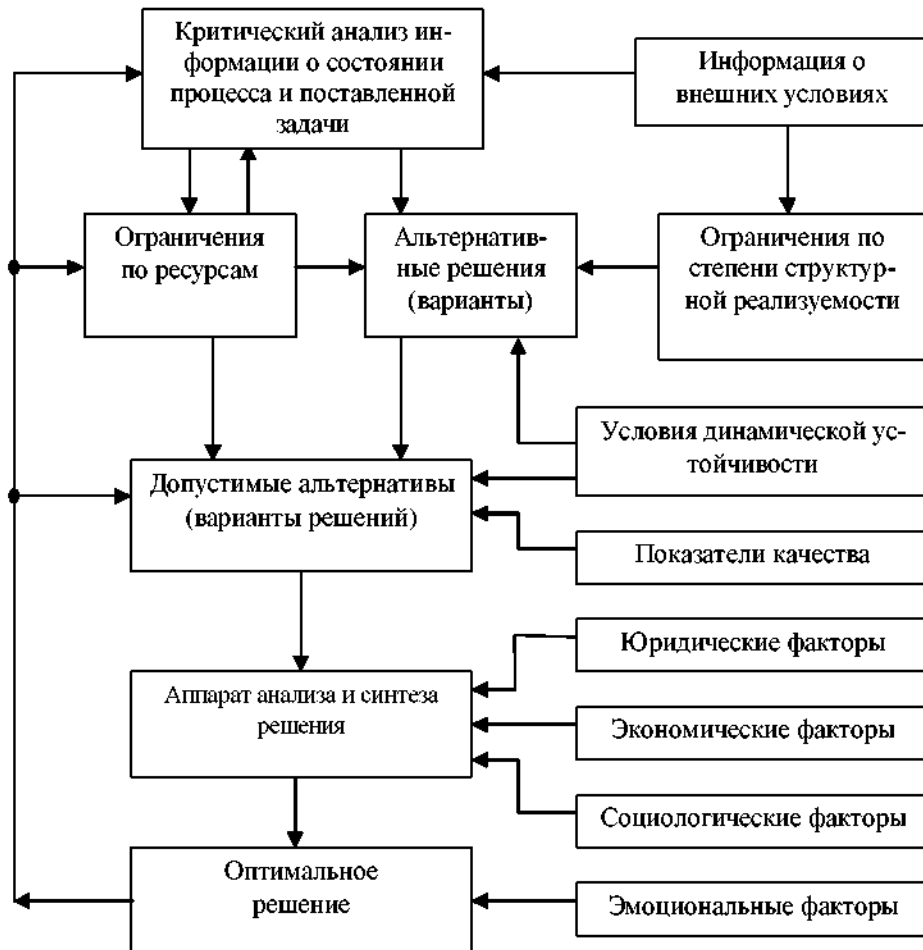 Критический анализ ин-
формации о состоянии
процесса и поставленной
задачи
Информация о
внешних условиях
Ограничения
по ресурсам
Альтернатив-
ные решения
(варианты)
Ограничения по
степени структур-
ной реализуемости
Условия динамической ус-
тойчивости
Допустимые альтернативы
(варианты решений)
Показатели качества
Юридические факторы
Аппарат анализа и синтеза
решения
Экономические факторы
Социологические факторы
Оптимальное
решение
Эмоциональные факторы